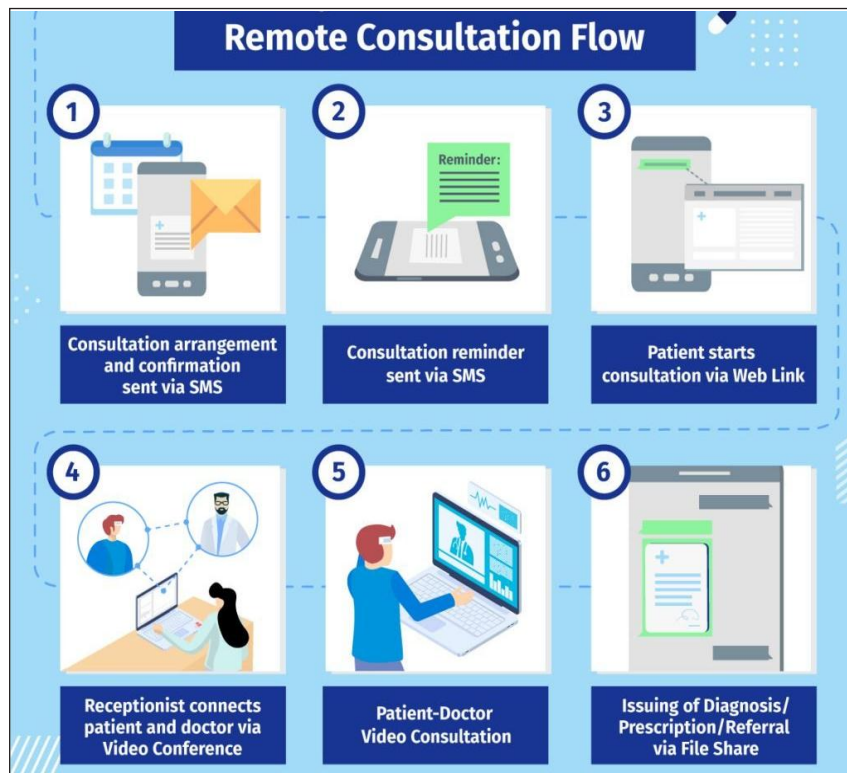 Remote Consultation Flow
1
2
Reminder:
3
Consultation arrangement
and confirmation
sent via SMS
Consultation reminder
sent via SMS
Patient starts
consultation via Web Link
4
5
6
Receptionist connects
patient and doctor via
Video Conference
Patient-Doctor
Video Consultation
Issuing of Diagnosis/
Prescription/Referral
via File Share